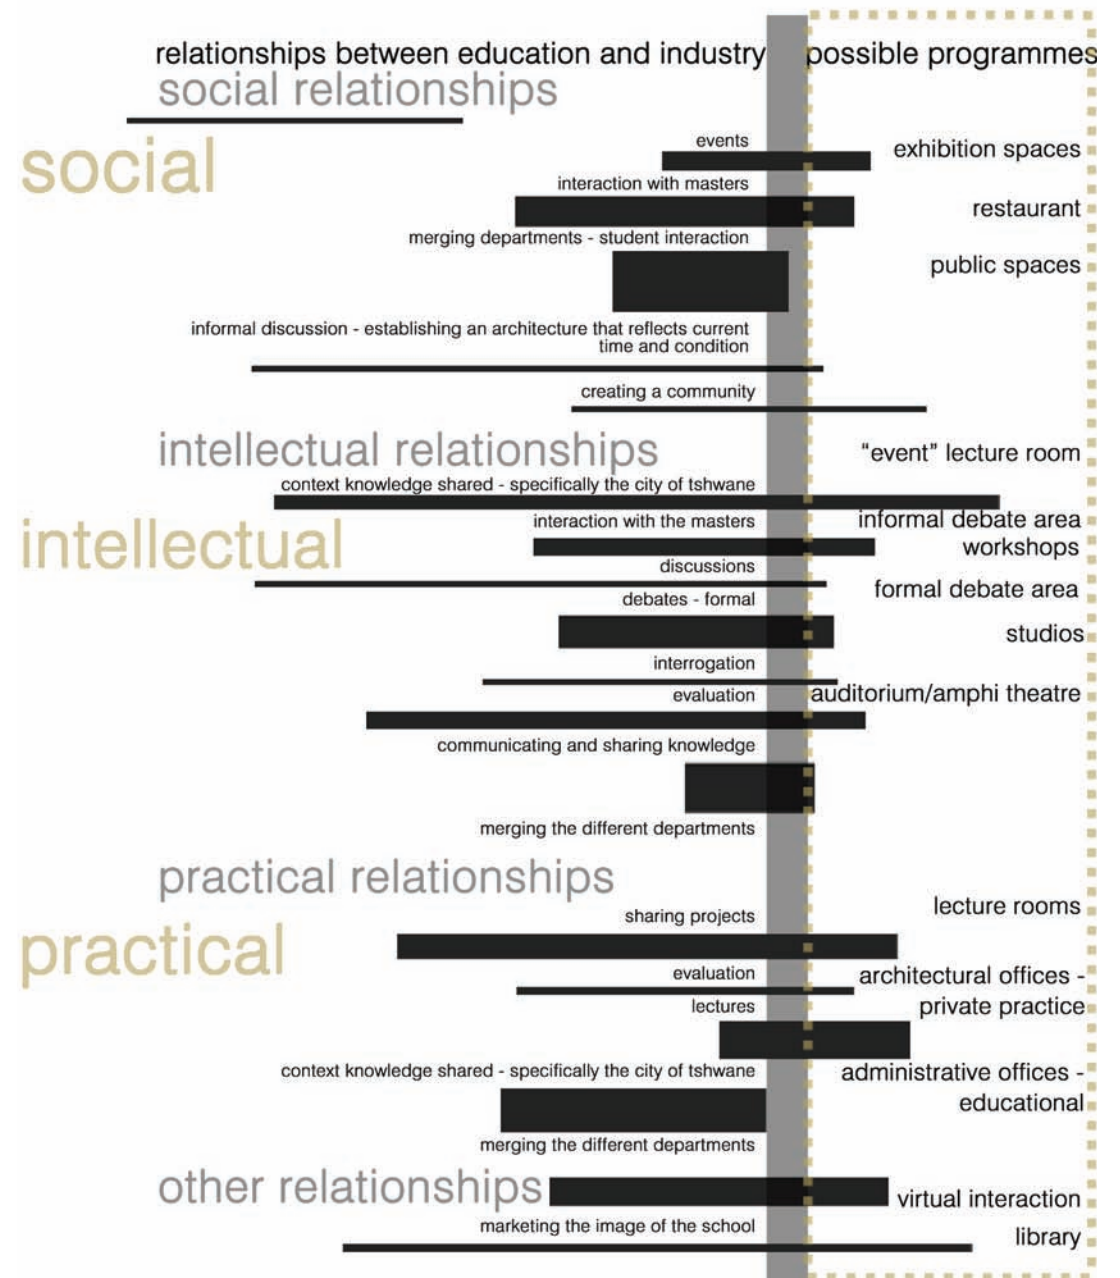 relationships between education and industry possible programmes
social relationships
social
events
exhibition spaces
interaction with masters
restaurant
merging departments - student interaction
public spaces
informal discussion - establishing an architecture that reflects current
time and condition
creating a community
intellectual relationships
"event" lecture room
context knowledge shared - specifically the city of tshwane
intellectual
interaction with the masters
informal debate area
workshops
discussions
formal debate area
debates - formal
studios
interrogation
evaluation
auditorium/amphi theatre
communicating and sharing knowledge
merging the different departments
practical relationships
lecture rooms
sharing projects
practical
evaluation
architectural offices -
private practice
lectures
context knowledge shared - specifically the city of tshwane
administrative offices -
educational
merging the different departments
other relationships
virtual interaction
marketing the image of the school
library